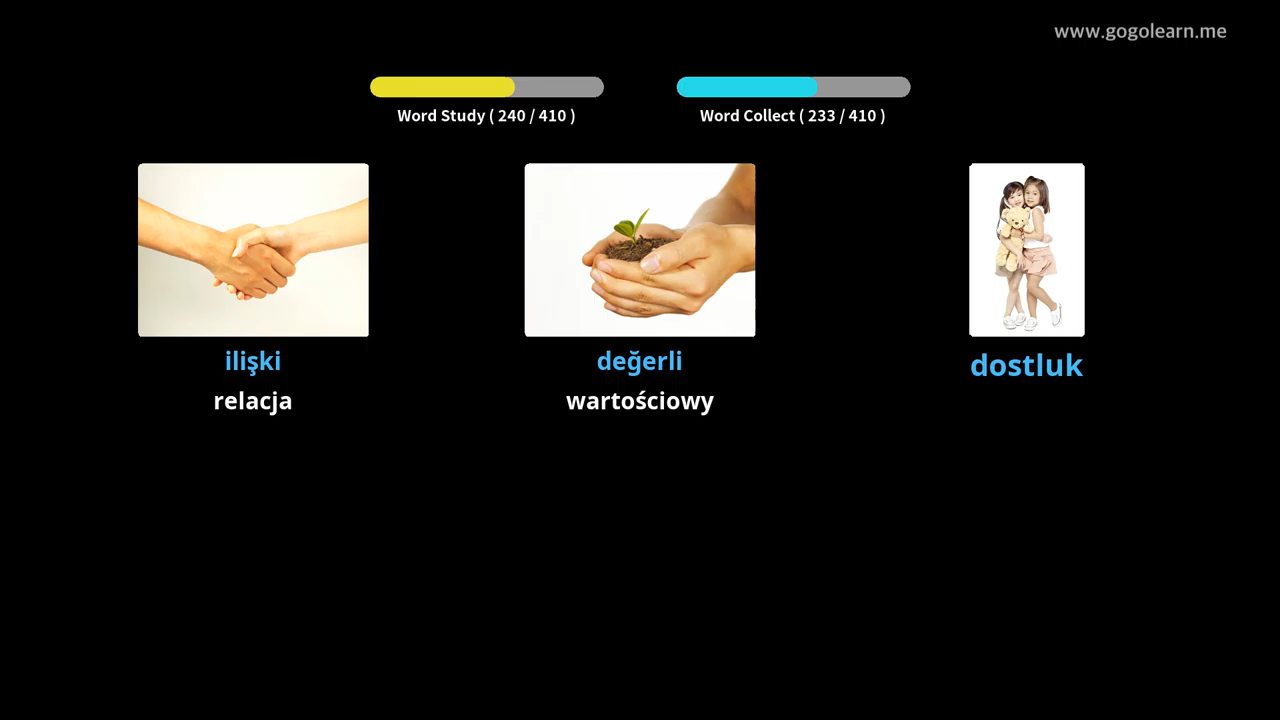 www.gogolearn.me
Word Study ( 240 / 410 )
Word Collect ( 233 / 410 )
ilişki
relacja
değerli
wartościowy
dostluk